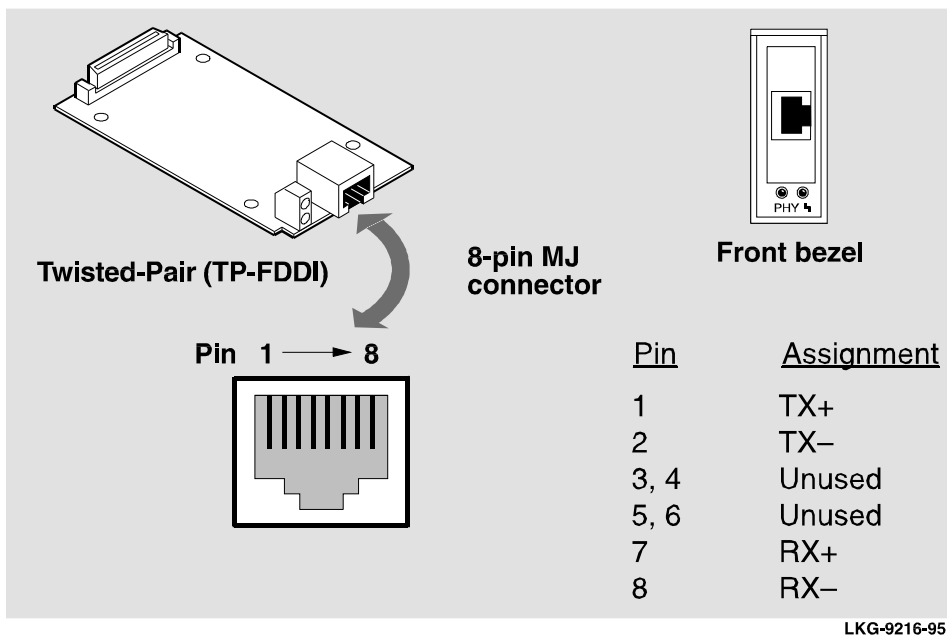 PHY
Twisted-Pair (TP-FDDI)
8-pin MJ
connector
Front bezel
Pin 1 8
Pin Assignment
1 TX+
2 TX–
3, 4 Unused
5, 6 Unused
7 RX+
8 RX–
LKG-9216-95